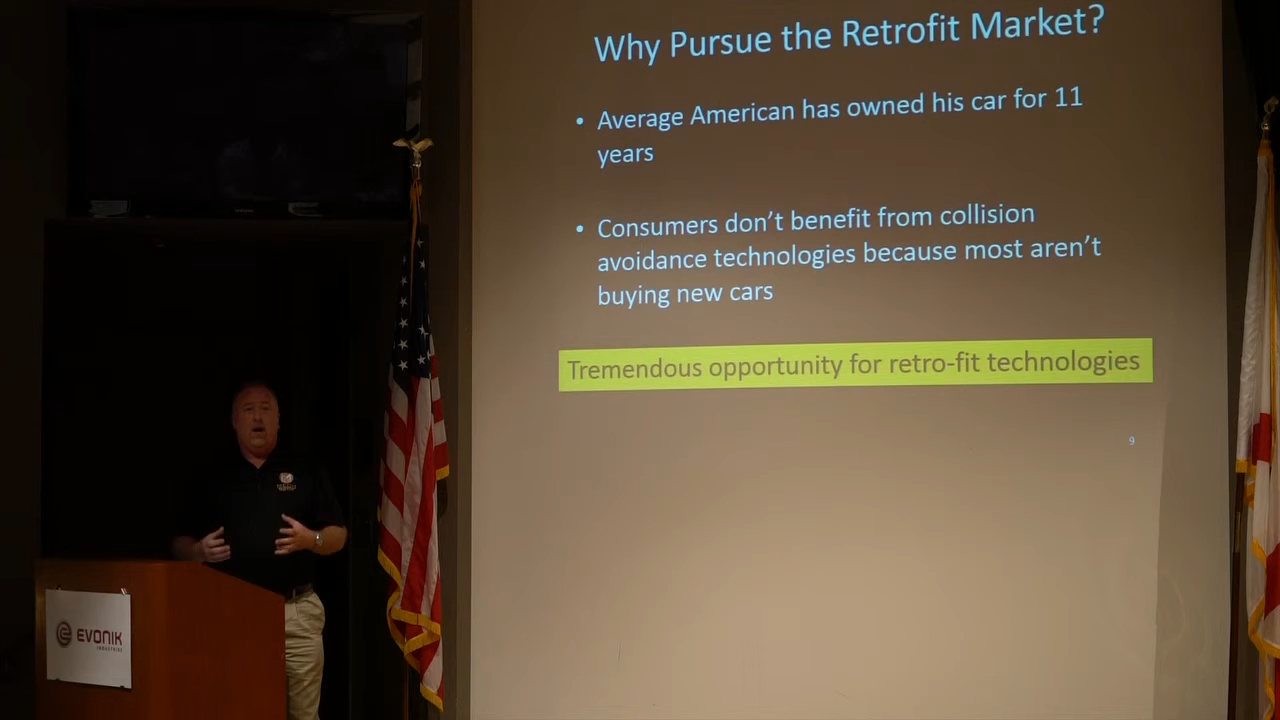 Why Pursue the Retrofit Market?
• Average American has owned his car for 11
years
• Consumers don't benefit from collision
avoidance technologies because most aren't
buying new cars
Tremendous opportunity for retro-fit technologies
9
EVONIK
INDUSTRIES